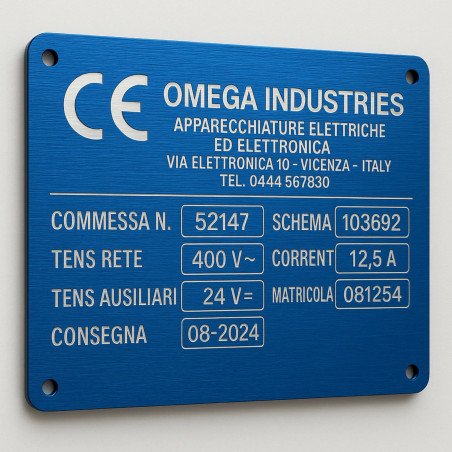 CE OMEGA INDUSTRIES
APPARECCHIATURE ELETTRICHE
ED ELETTRONICA
VIA ELETTRONICA 10 - VICENZA - ITALY
TEL. 0444 567830
COMMESSA N. 52147 SCHEMA 103692
TENS RETE 400 V~ CORRENT 12,5 A
TENS AUSILIARI 24 V= MATRICOLA 081254
CONSEGNA 08-2024